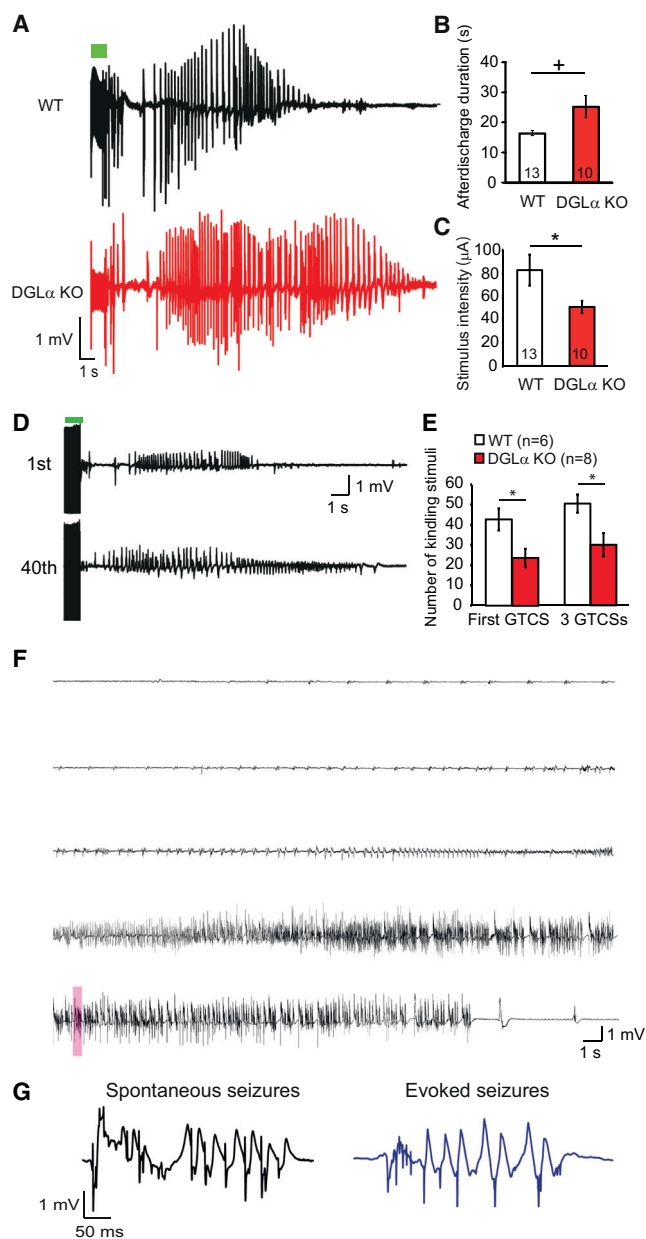 A
WT
DGLα KO
1 mV
1 s
B
Afterdischarge duration (s)
40
30
20
10
0
+
13
10
WT
DGLα KO
C
Stimulus intensity (µA)
100
80
60
40
20
0
*
13
10
WT
DGLα KO
D
1st
1 mV
1 s
40th
E
WT (n=6)
DGLα KO (n=8)
Number of kindling stimuli
60
50
40
30
20
10
0
*
*
First GTCS
3 GTCSs
F
1 mV
1 s
G
Spontaneous seizures
Evoked seizures
1 mV
50 ms